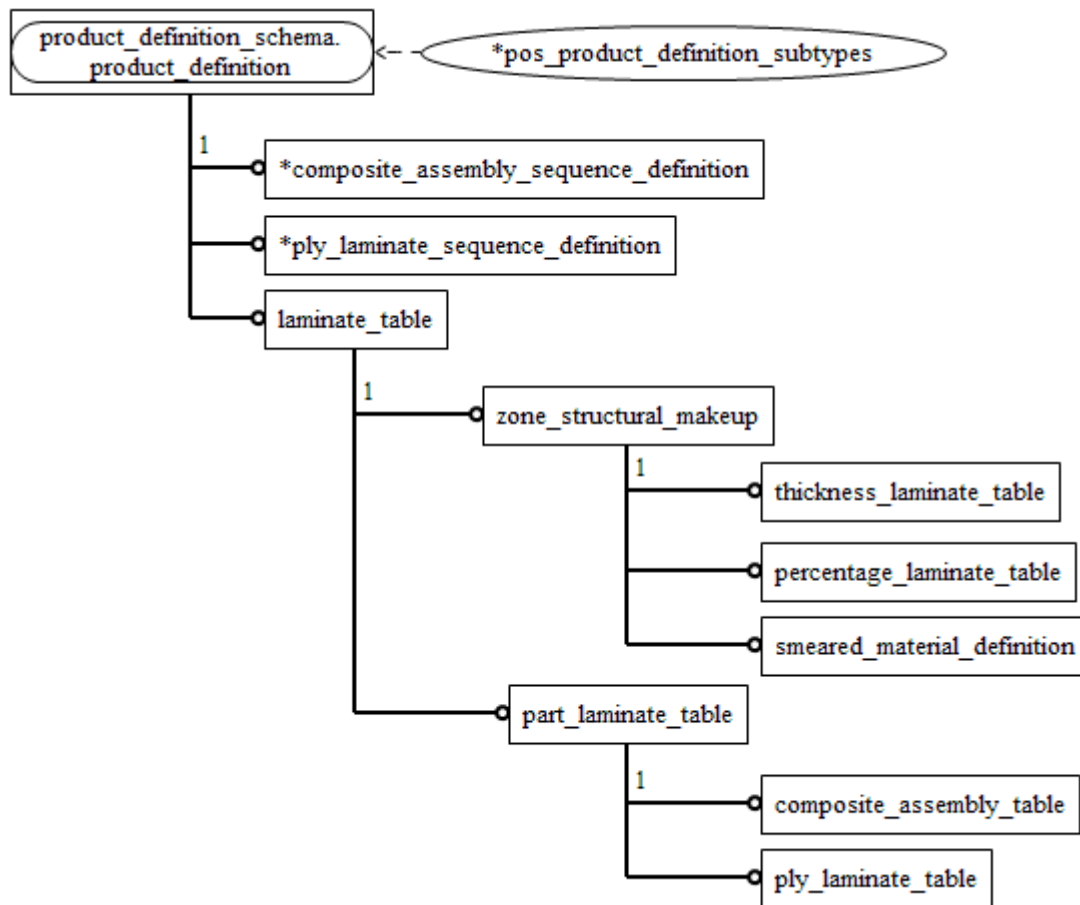 product_definition_schema.
product_definition
*pos_product_definition_subtypes
1
*composite_assembly_sequence_definition
*ply_laminate_sequence_definition
laminate_table
1
zone_structural_makeup
1
thickness_laminate_table
percentage_laminate_table
smeared_material_definition
part_laminate_table
1
composite_assembly_table
ply_laminate_table